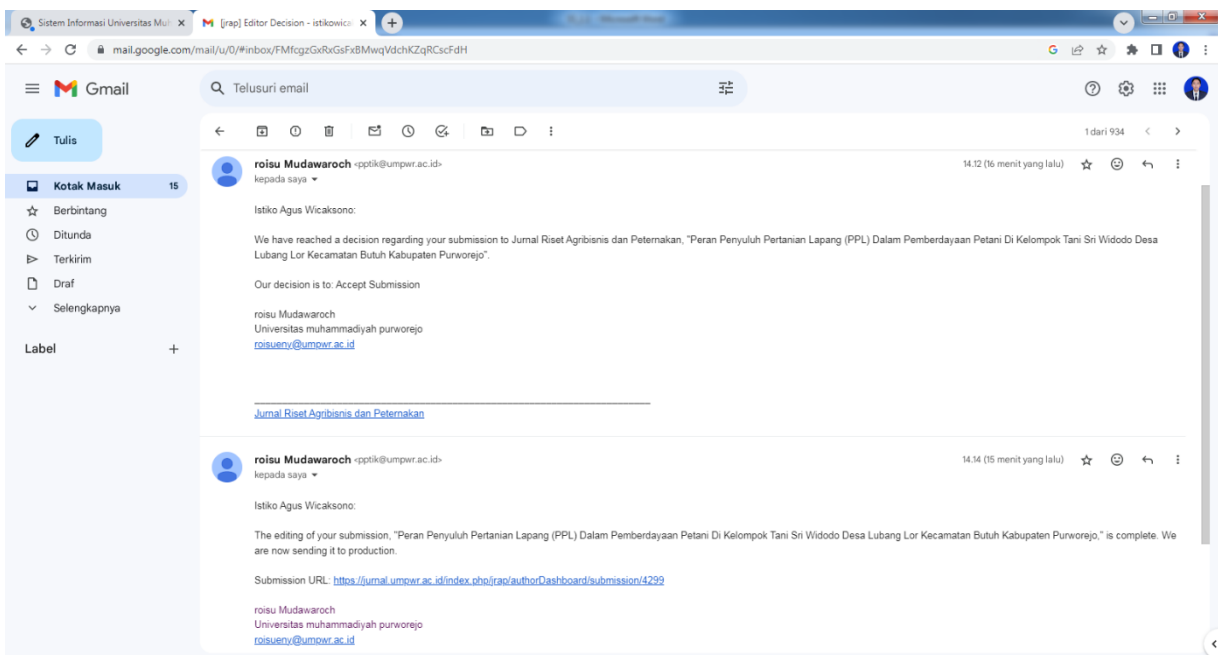 Sistem Informasi Universitas Muh
[jrap] Editor Decision - istikowica
mail.google.com/mail/u/0/#inbox/FMfcgzGxRxGsFxBMwqVdchKZqRCscFdH
Gmail
Telusuri email
Tulis
1 dari 934
Kotak Masuk 15
Berbintang
Ditunda
Terkirim
Draf
Selengkapnya
Label
roisu Mudawaroch <pptik@umpwr.ac.id>
14.12 (16 menit yang lalu)
kepada saya
Istiko Agus Wicaksono:
We have reached a decision regarding your submission to Jurnal Riset Agribisnis dan Peternakan, "Peran Penyuluh Pertanian Lapang (PPL) Dalam Pemberdayaan Petani Di Kelompok Tani Sri Widodo Desa
Lubang Lor Kecamatan Butuh Kabupaten Purworejo".
Our decision is to: Accept Submission
roisu Mudawaroch
Universitas muhammadiyah purworejo
roisueny@umpwr.ac.id
Jurnal Riset Agribisnis dan Peternakan
roisu Mudawaroch <pptik@umpwr.ac.id>
14.14 (15 menit yang lalu)
kepada saya
Istiko Agus Wicaksono:
The editing of your submission, "Peran Penyuluh Pertanian Lapang (PPL) Dalam Pemberdayaan Petani Di Kelompok Tani Sri Widodo Desa Lubang Lor Kecamatan Butuh Kabupaten Purworejo," is complete. We
are now sending it to production.
Submission URL: https://jurnal.umpwr.ac.id/index.php/jrap/authorDashboard/submission/4299
roisu Mudawaroch
Universitas muhammadiyah purworejo
roisueny@umpwr.ac.id